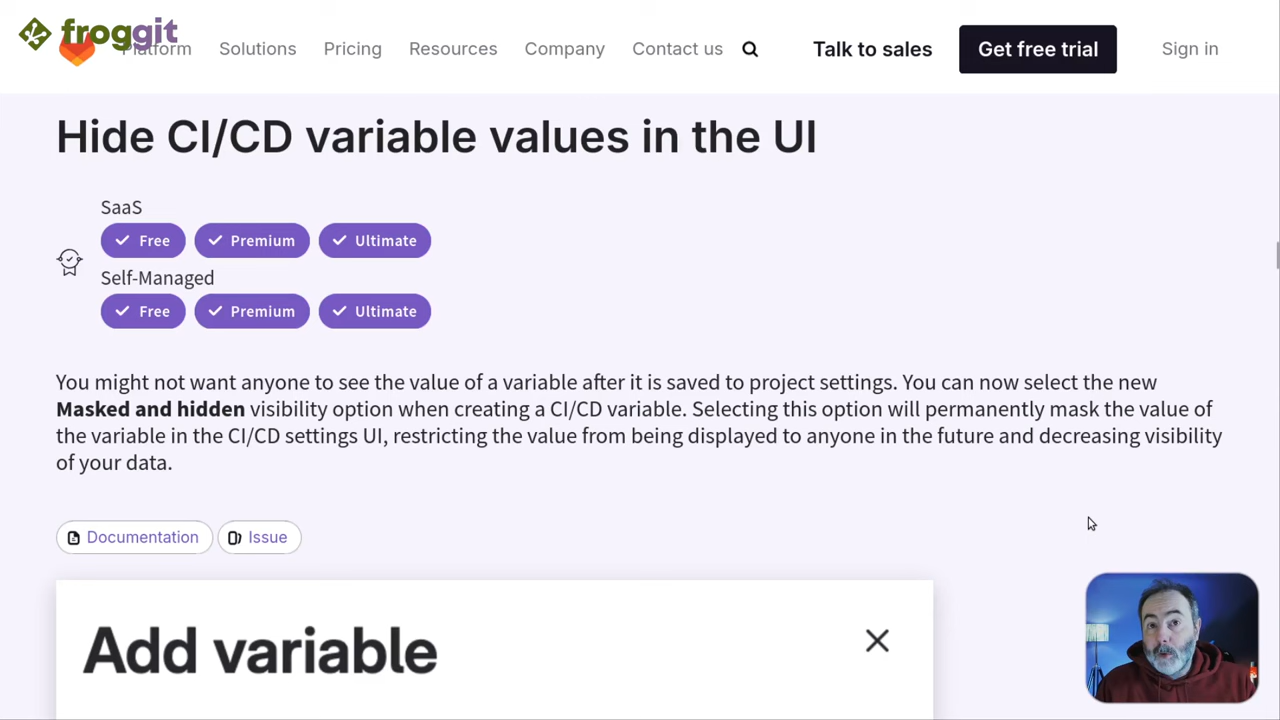 froggit
Platform
Solutions
Pricing
Resources
Company
Contact us
Talk to sales
Get free trial
Sign in
Hide CI/CD variable values in the UI
SaaS
Free
Premium
Ultimate
Self-Managed
Free
Premium
Ultimate
You might not want anyone to see the value of a variable after it is saved to project settings. You can now select the new
Masked and hidden visibility option when creating a CI/CD variable. Selecting this option will permanently mask the value of
the variable in the CI/CD settings UI, restricting the value from being displayed to anyone in the future and decreasing visibility
of your data.
Documentation
Issue
Add variable